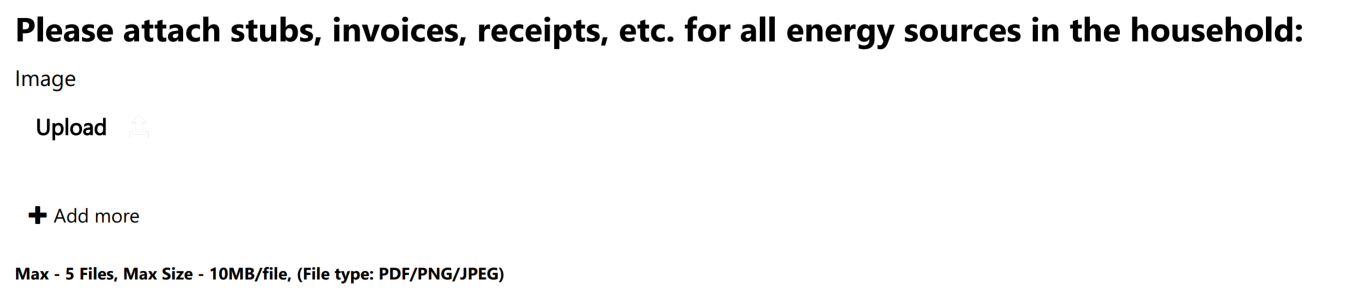 Please attach stubs, invoices, receipts, etc. for all energy sources in the household:
Image
Upload
Add more
Max - 5 Files, Max Size - 10MB/file, (File type: PDF/PNG/JPEG)